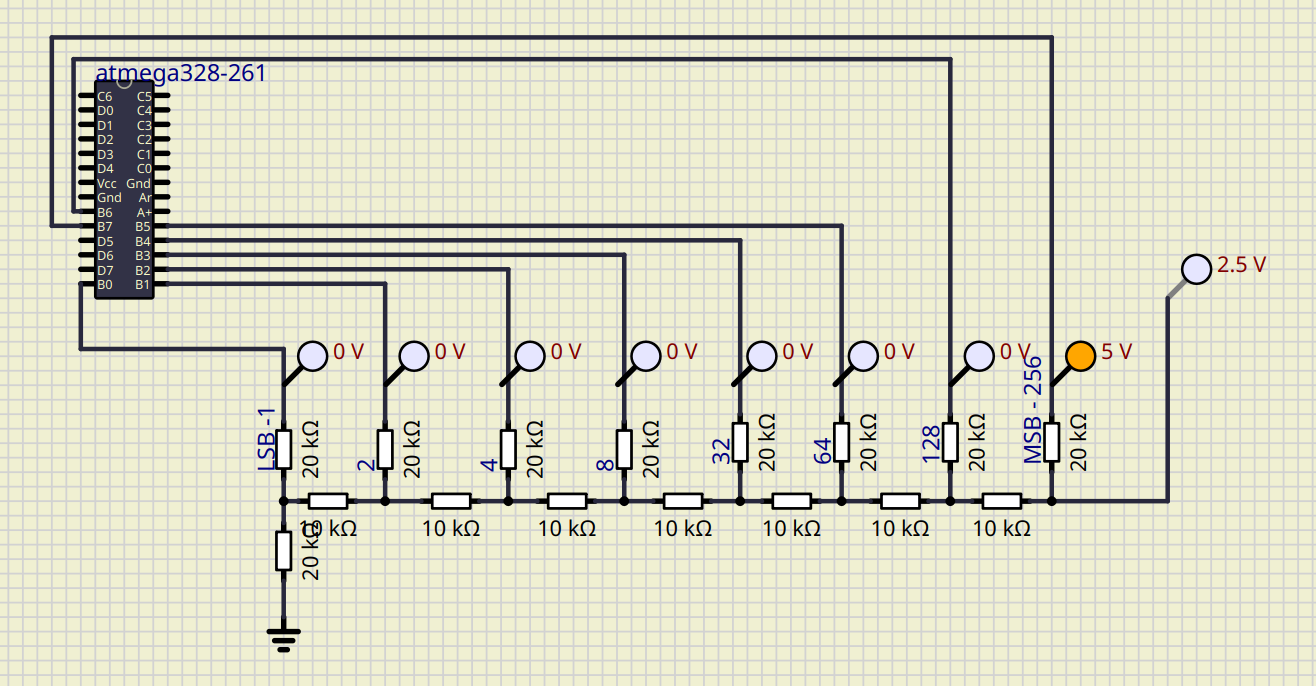 atmega328-261
C6 C5
D0 C4
D1 C3
D2 C2
D3 C1
D4 C0
Vcc Gnd
Gnd Ar
B6 A+
B7 B5
D5 B4
D6 B3
D7 B2
B0 B1
2.5 V
0 V
0 V
0 V
0 V
0 V
0 V
0 V
5 V
LSB -1
20 kΩ
2
20 kΩ
4
20 kΩ
8
20 kΩ
32
20 kΩ
64
20 kΩ
128
20 kΩ
MSB - 256
20 kΩ
10 kΩ
10 kΩ
10 kΩ
10 kΩ
10 kΩ
10 kΩ
10 kΩ
20 kΩ